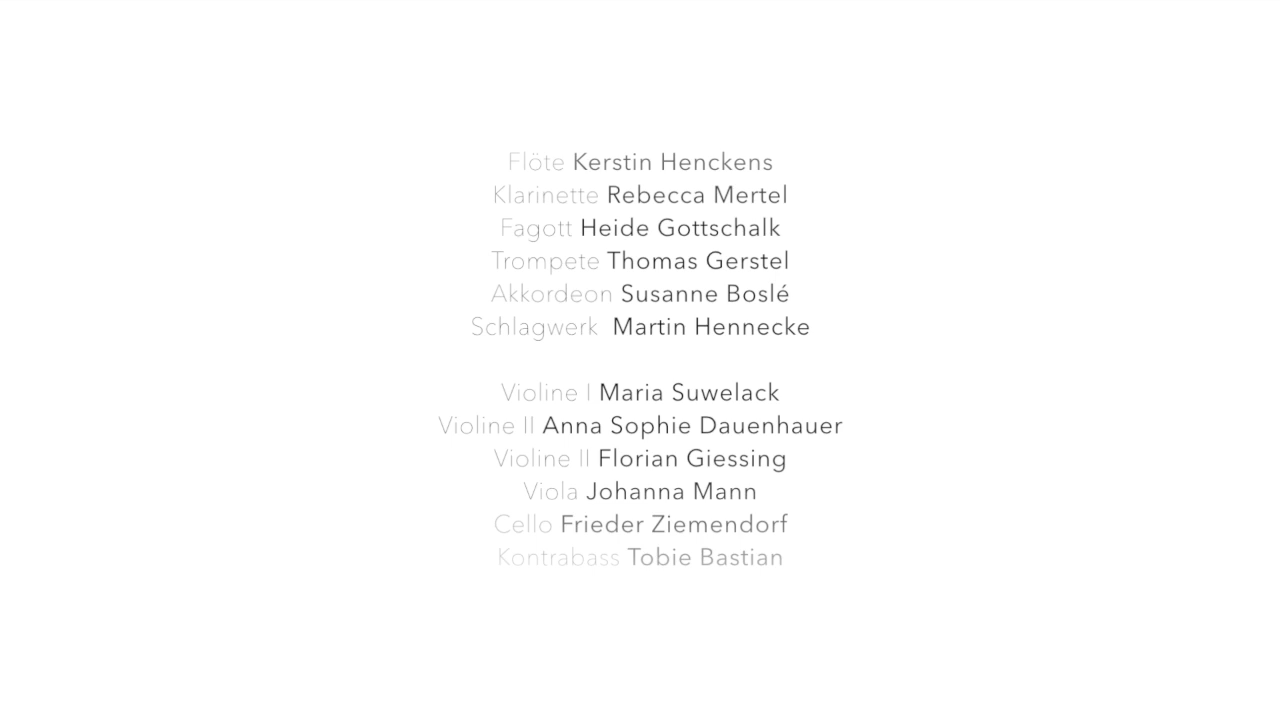 Flöte Kerstin Henckens
Klarinette Rebecca Mertel
Fagott Heide Gottschalk
Trompete Thomas Gerstel
Akkordeon Susanne Boslé
Schlagwerk Martin Hennecke
Violine I Maria Suwelack
Violine II Anna Sophie Dauenhauer
Violine II Florian Giessing
Viola Johanna Mann
Cello Frieder Ziemendorf
Kontrabass Tobie Bastian